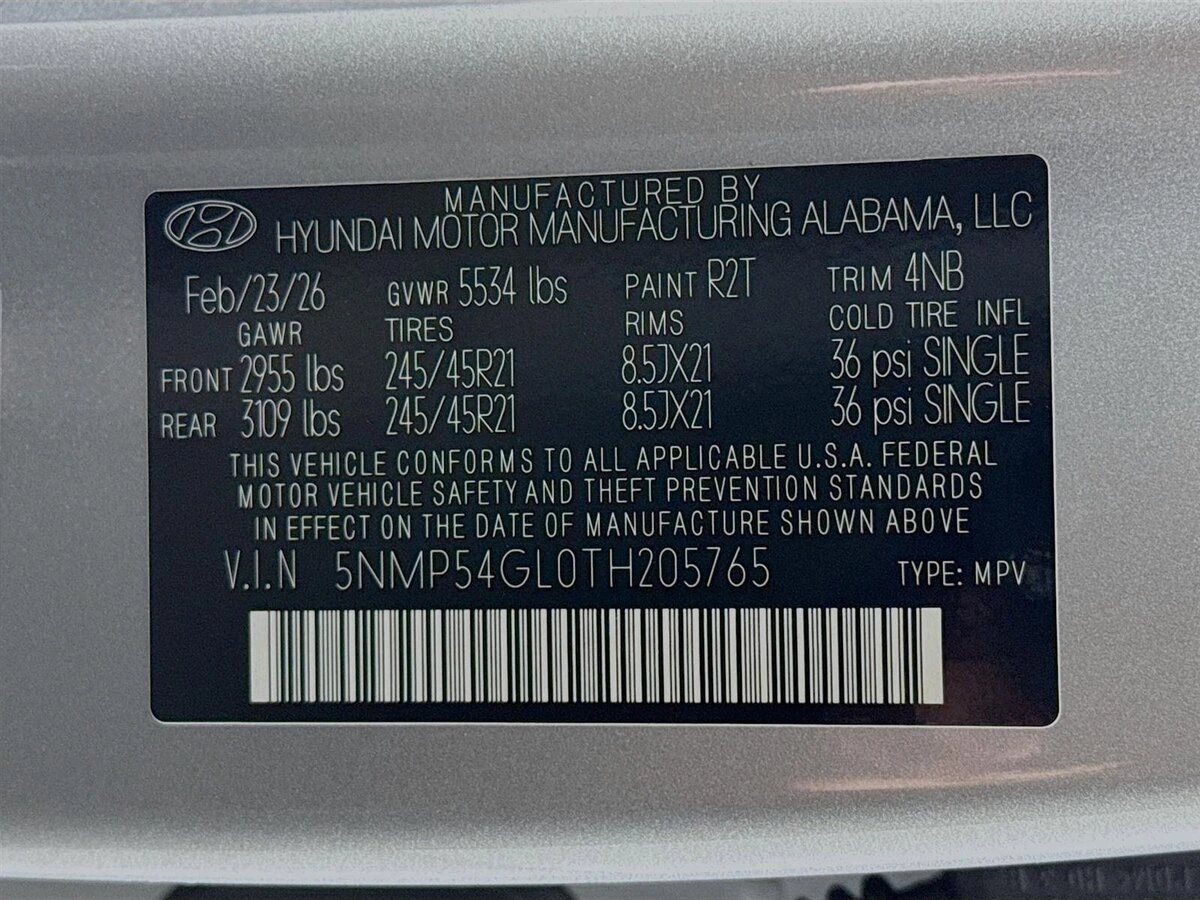 MANUFACTURED BY
HYUNDAI MOTOR MANUFACTURING ALABAMA, LLC
Feb/23/26 GVWR 5534 lbs PAINT R2T TRIM 4NB
GAWR TIRES RIMS COLD TIRE INFL
FRONT 2955 lbs 245/45R21 8.5JX21 36 psi SINGLE
REAR 3109 lbs 245/45R21 8.5JX21 36 psi SINGLE
THIS VEHICLE CONFORMS TO ALL APPLICABLE U.S.A. FEDERAL
MOTOR VEHICLE SAFETY AND THEFT PREVENTION STANDARDS
IN EFFECT ON THE DATE OF MANUFACTURE SHOWN ABOVE
V.I.N 5NMP54GL0TH205765 TYPE: MPV